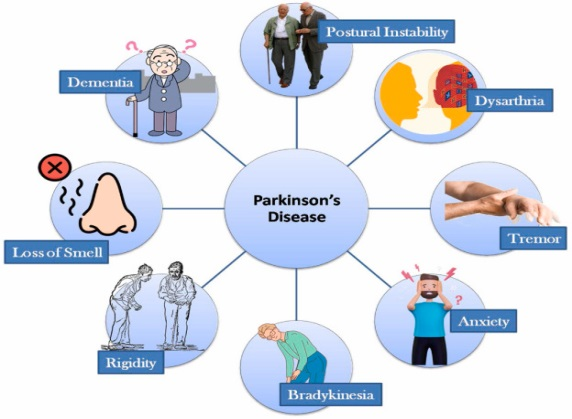 Postural Instability
Dementia
Dysarthria
Parkinson's
Disease
Loss of Smell
Tremor
Anxiety
Rigidity
Bradykinesia